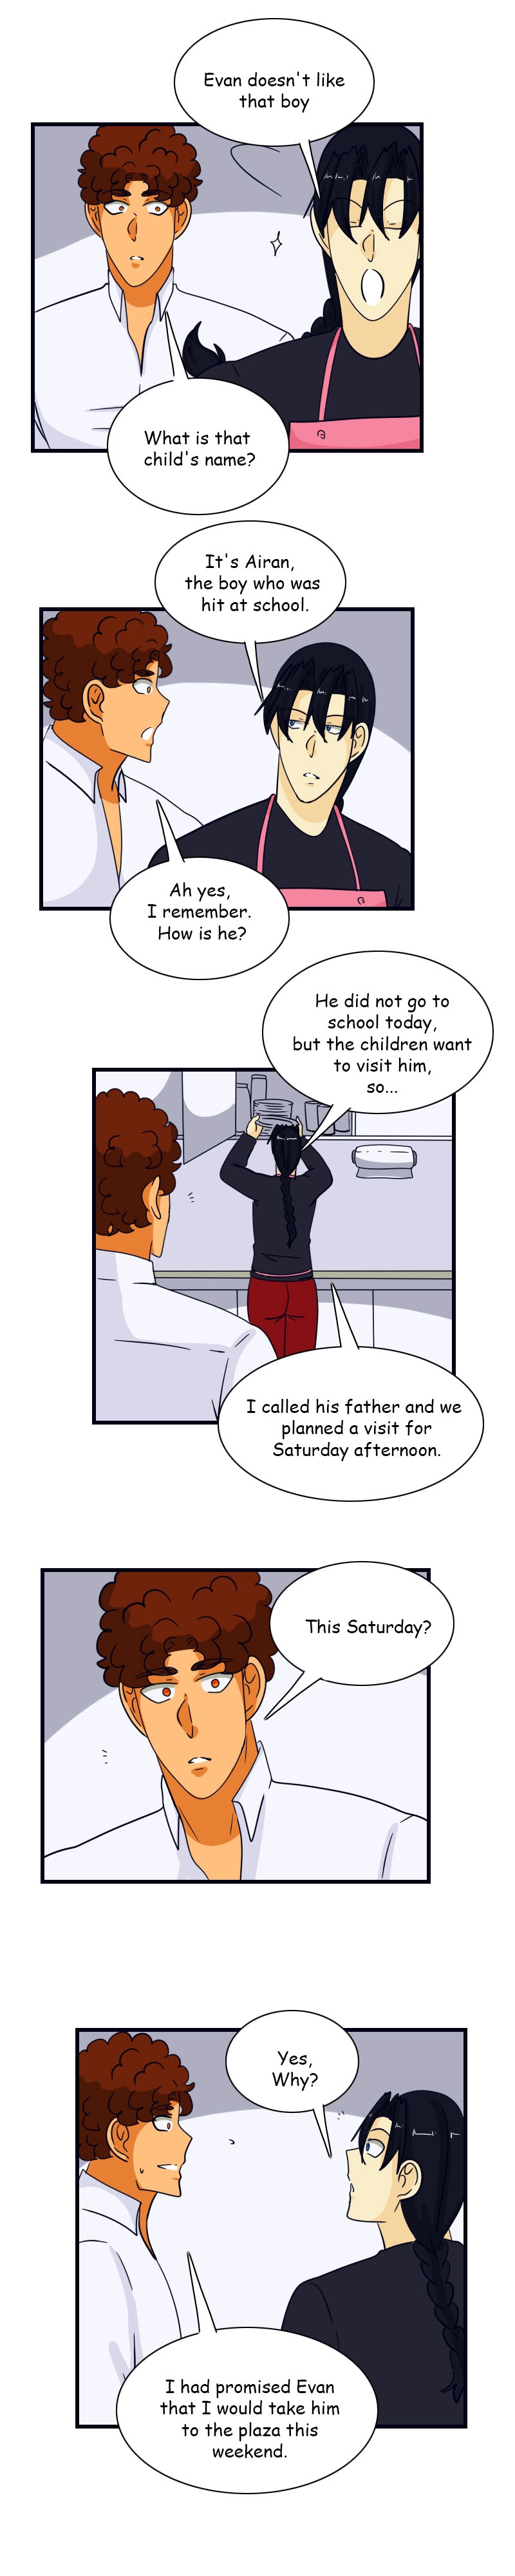 Evan doesn't like
that boy
What is that
child's name?
It's Airan,
the boy who was
hit at school.
Ah yes,
I remember.
How is he?
He did not go to
school today,
but the children want
to visit him,
so...
I called his father and we
planned a visit for
Saturday afternoon.
This Saturday?
Yes,
Why?
I had promised Evan
that I would take him
to the plaza this
weekend.